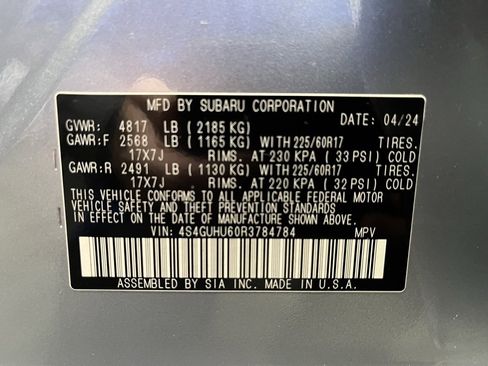 MFD BY SUBARU CORPORATION
DATE: 04/24
GVWR: 4817 LB ( 2185 KG)
GAWR:F 2568 LB ( 1165 KG) WITH 225/60R17 TIRES.
17X7J RIMS. AT 230 KPA ( 33 PSI) COLD
GAWR:R 2491 LB ( 1130 KG) WITH 225/60R17 TIRES.
17X7J RIMS. AT 220 KPA ( 32 PSI) COLD
THIS VEHICLE CONFORMS TO ALL APPLICABLE FEDERAL MOTOR
VEHICLE SAFETY AND THEFT PREVENTION STANDARDS
IN EFFECT ON THE DATE OF MANUFACTURE SHOWN ABOVE.
VIN: 4S4GUHU60R3784784 MPV
ASSEMBLED BY SIA INC. MADE IN U.S.A.